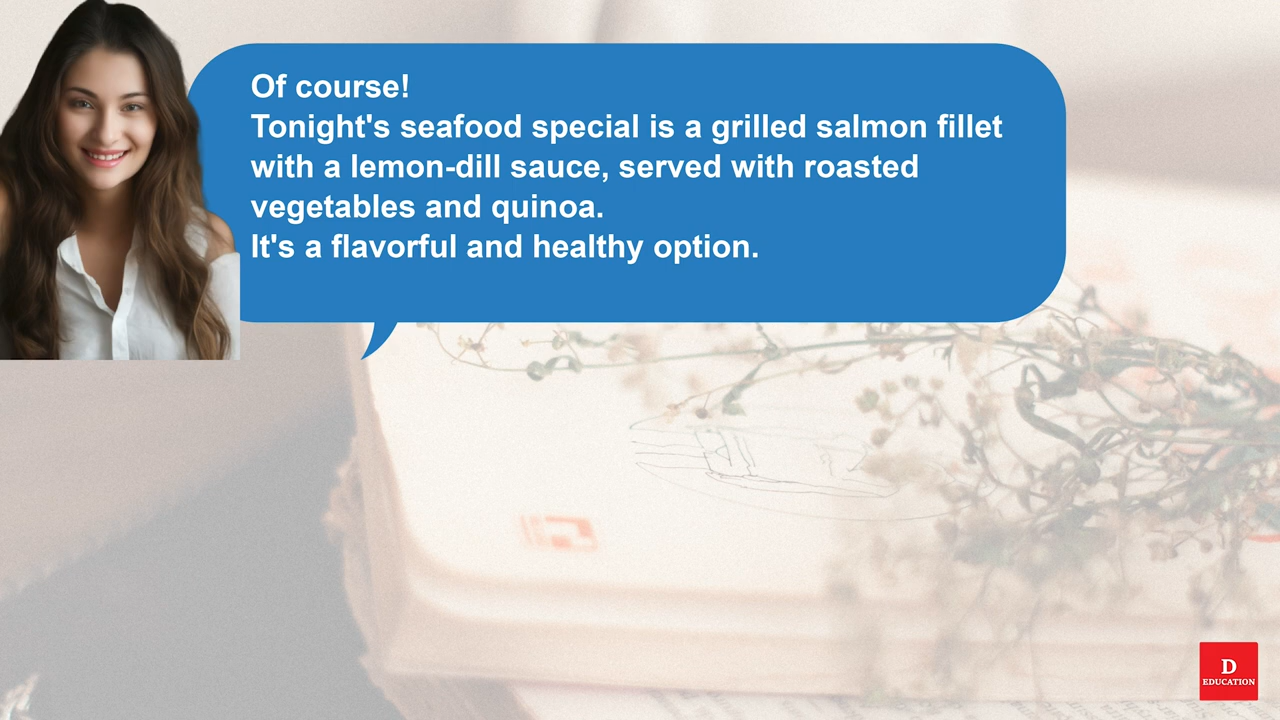 Of course!
Tonight's seafood special is a grilled salmon fillet
with a lemon-dill sauce, served with roasted
vegetables and quinoa.
It's a flavorful and healthy option.
D
EDUCATION